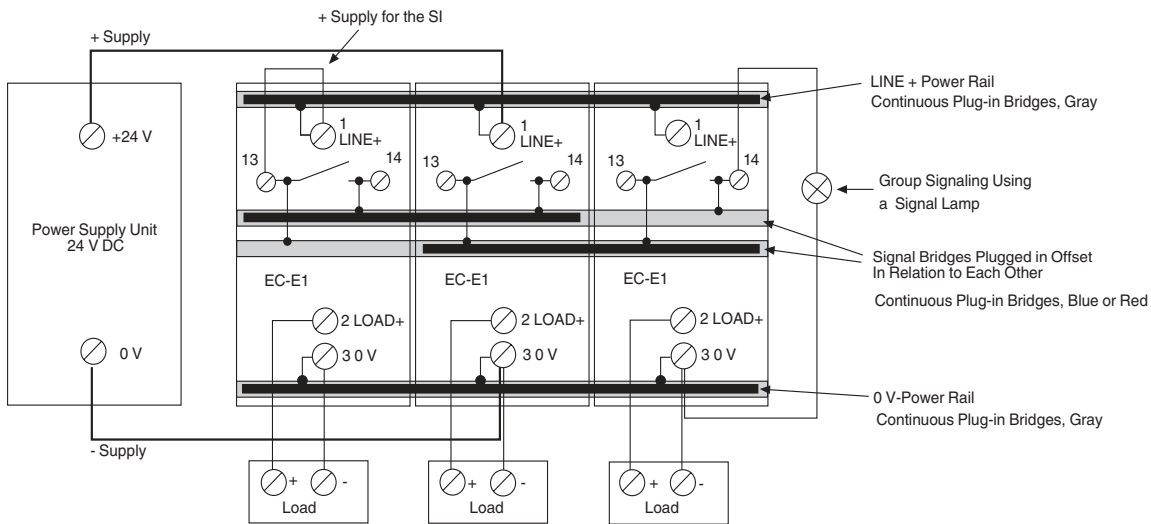 + Supply for the SI
+ Supply
LINE + Power Rail
Continuous Plug-in Bridges, Gray
+24 V
1
LINE+
1
LINE+
1
LINE+
13
14
13
14
13
14
Group Signaling Using
a Signal Lamp
Power Supply Unit
24 V DC
Signal Bridges Plugged in Offset
In Relation to Each Other
Continuous Plug-in Bridges, Blue or Red
EC-E1
EC-E1
EC-E1
2 LOAD+
2 LOAD+
2 LOAD+
0 V
3 0 V
3 0 V
3 0 V
0 V-Power Rail
Continuous Plug-in Bridges, Gray
- Supply
+ -
Load
+ -
Load
+ -
Load